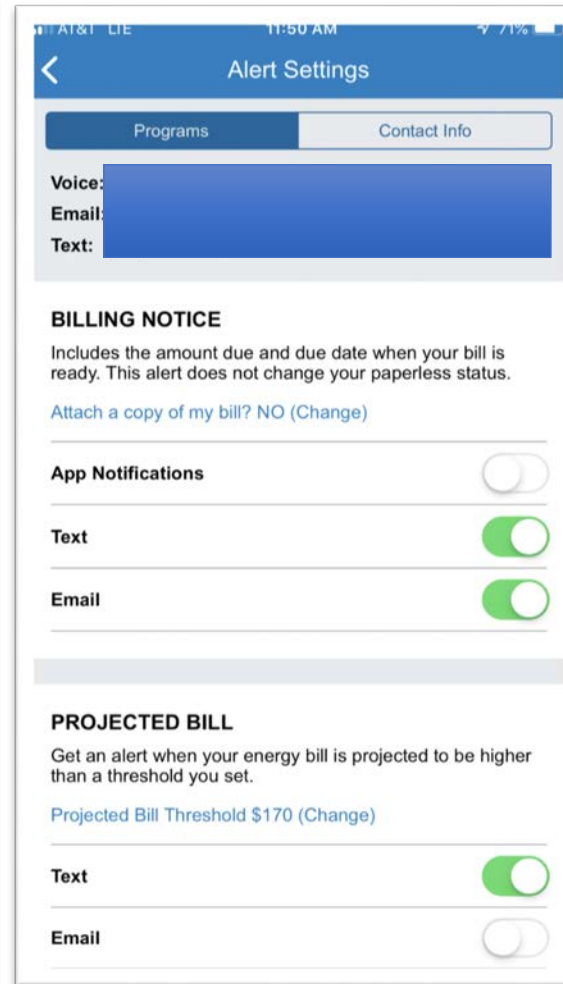 AT&T LTE 11:50 AM 71%
Alert Settings
Programs Contact Info
Voice:
Email:
Text:
BILLING NOTICE
Includes the amount due and due date when your bill is
ready. This alert does not change your paperless status.
Attach a copy of my bill? NO (Change)
App Notifications
Text
Email
PROJECTED BILL
Get an alert when your energy bill is projected to be higher
than a threshold you set.
Projected Bill Threshold $170 (Change)
Text
Email